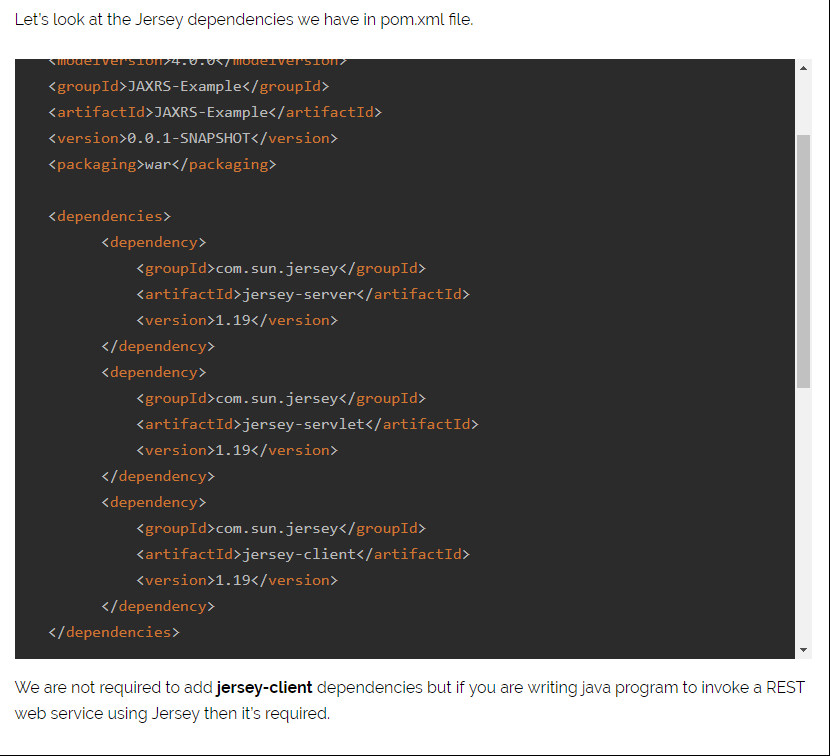 Let's look at the Jersey dependencies we have in pom.xml file.
<modelVersion>4.0.0</modelVersion>
<groupId>JAXRS-Example</groupId>
<artifactId>JAXRS-Example</artifactId>
<version>0.0.1-SNAPSHOT</version>
<packaging>war</packaging>
<dependencies>
<dependency>
<groupId>com.sun.jersey</groupId>
<artifactId>jersey-server</artifactId>
<version>1.19</version>
</dependency>
<dependency>
<groupId>com.sun.jersey</groupId>
<artifactId>jersey-servlet</artifactId>
<version>1.19</version>
</dependency>
<dependency>
<groupId>com.sun.jersey</groupId>
<artifactId>jersey-client</artifactId>
<version>1.19</version>
</dependency>
</dependencies>
We are not required to add jersey-client dependencies but if you are writing java program to invoke a REST
web service using Jersey then it's required.